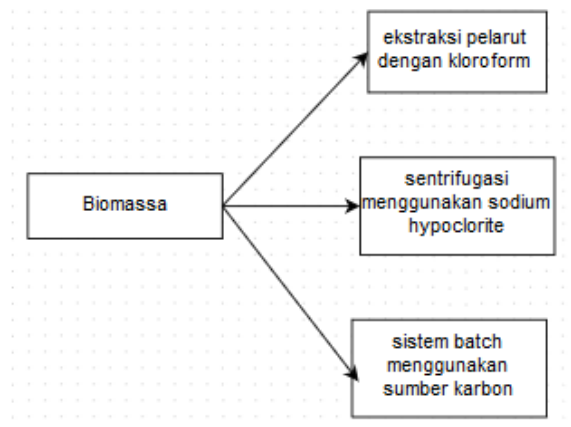 ekstraksi pelarut
dengan kloroform
Biomassa
sentrifugasi
menggunakan sodium
hypoclorite
sistem batch
menggunakan
sumber karbon